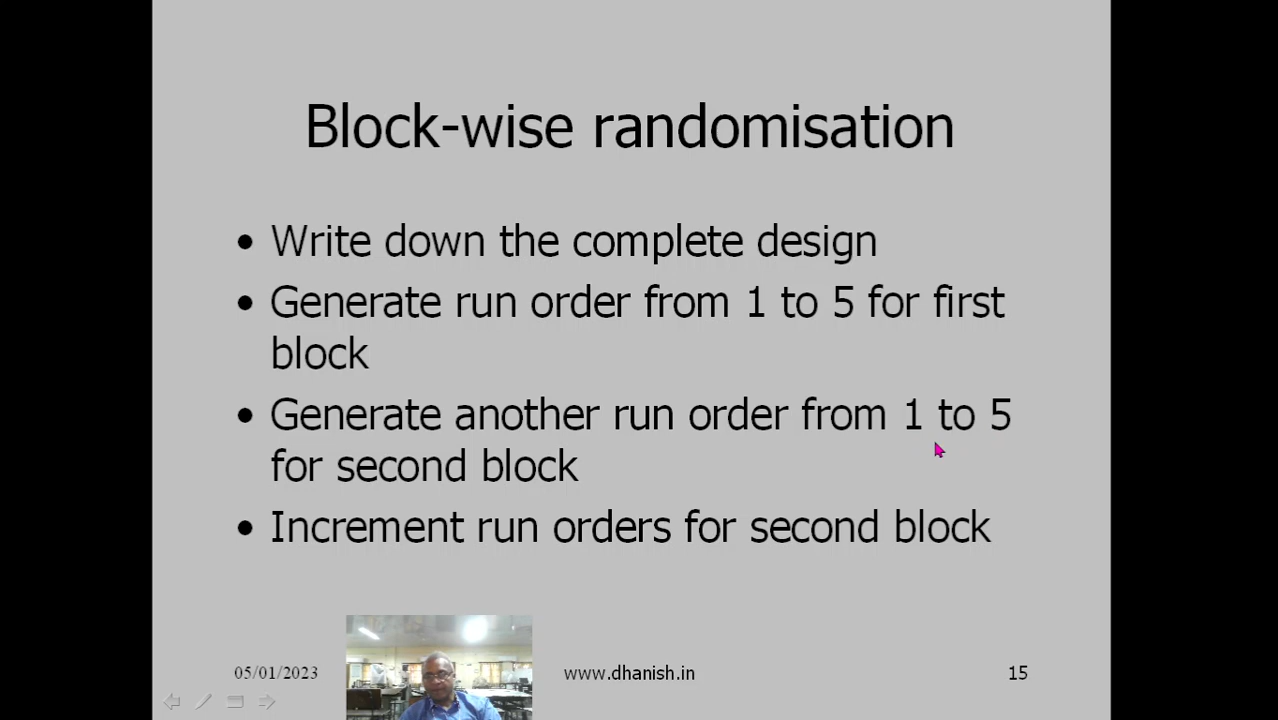 Block-wise randomisation
• Write down the complete design
• Generate run order from 1 to 5 for first
block
• Generate another run order from 1 to 5
for second block
• Increment run orders for second block
05/01/2023
www.dhanish.in
15